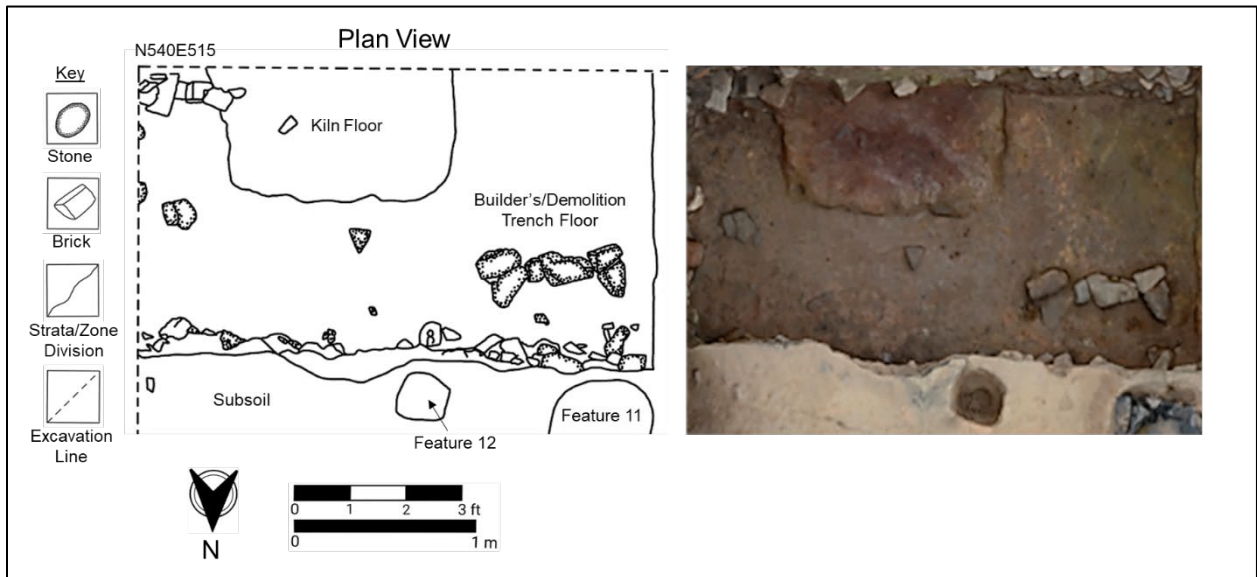 Plan View
N540E515
Key
Stone
Brick
Strata/Zone
Division
Excavation
Line
Kiln Floor
Builder's/Demolition
Trench Floor
Subsoil
Feature 12
Feature 11
N
0 1 2 3 ft
0 1 m